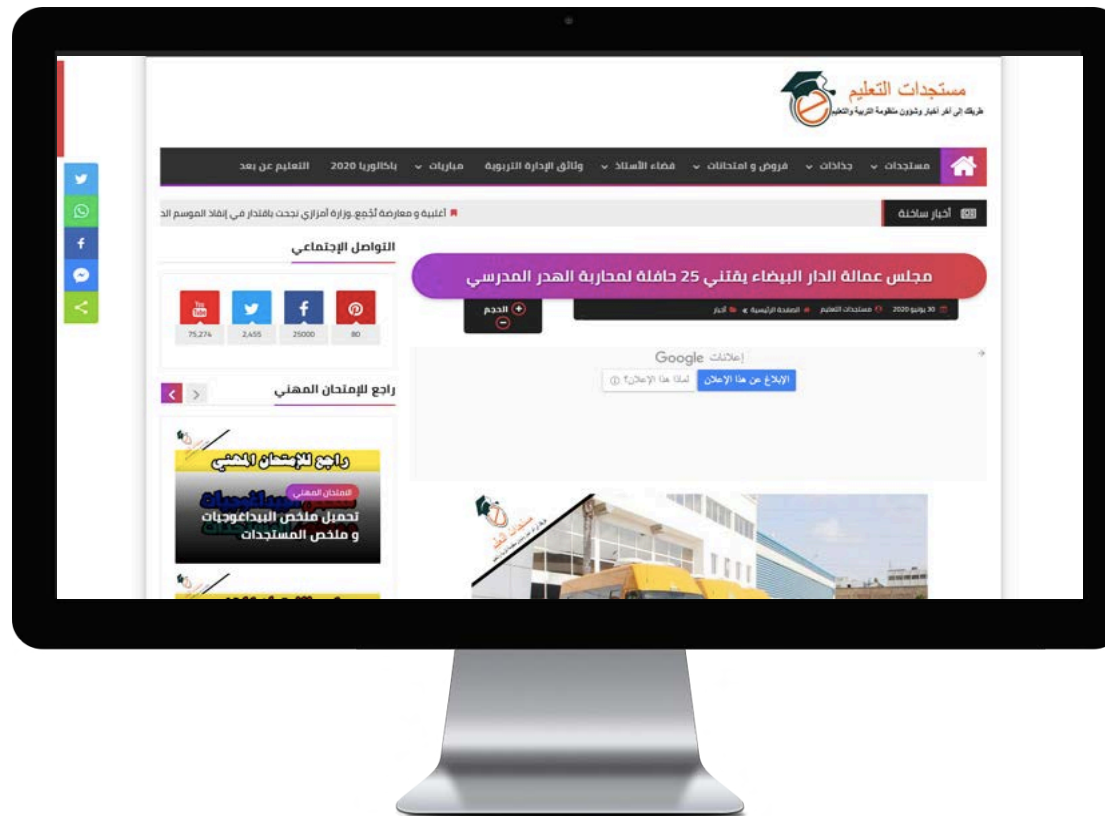 مستجدات التعليم
طريقك إلى آخر أخبار وشؤون منظومة التربية والتعليم
مستجدات
جذاذات
فروض و امتحانات
فضاء الأستاذ
وثائق الإدارة التربوية
مباريات
باكالوريا 2020
التعليم عن بعد
أخبار ساخنة
أغلبية و معارضة تُجْمِع..وزارة أمزازي نجحت باقتدار في إنقاذ الموسم الد
مجلس عمالة الدار البيضاء يقتني 25 حافلة لمحاربة الهدر المدرسي
30 يونيو 2020 مستجدات التعليم الصفحة الرئيسية » أخبار
الحجم
إعلانات Google
الإبلاغ عن هذا الإعلان
لماذا هذا الإعلان؟
مستجدات التعليم
التواصل الإجتماعي
You Tube
80
25000
2,455
75,274
راجع للإمتحان المهني
راجع للإمتحان المهني
الامتحان المهني
تحميل ملخص البيداغوجيات
و ملخص المستجدات